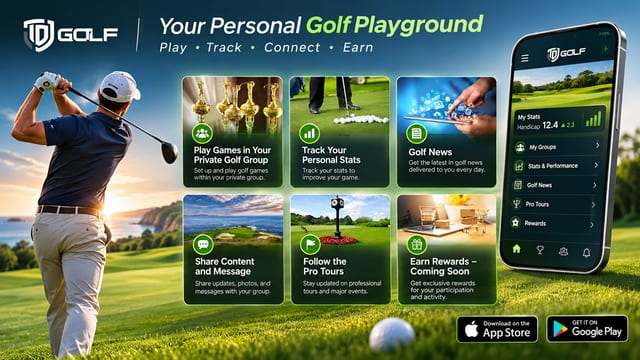 TD GOLF
Your Personal Golf Playground
Play • Track • Connect • Earn
Play Games in Your
Private Golf Group
Set up and play golf games
within your private group.
Track Your
Personal Stats
Track your stats to
improve your game.
Golf News
Get the latest in golf news
delivered to you every day.
Share Content
and Message
Share updates, photos, and
messages with your group.
Follow the
Pro Tours
Stay updated on professional
tours and major events.
Earn Rewards –
Coming Soon
Get exclusive rewards
for your participation
and activity.
GOLF
My Stats
Handicap 12.4 ▲ 2.3
My Groups
Stats & Performance
Golf News
Pro Tours
Rewards
Download on the
App Store
GET IT ON
Google Play